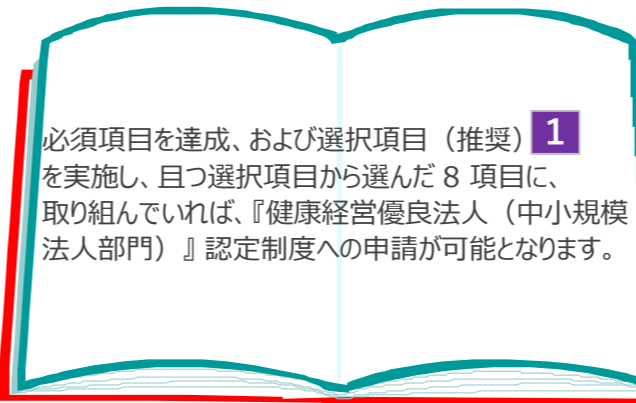 必須項目を達成、および選択項目（推奨） 1
を実施し、且つ選択項目から選んだ 8 項目に、
取り組んでいれば、『健康経営優良法人（中小規模
法人部門）』認定制度への申請が可能となります。